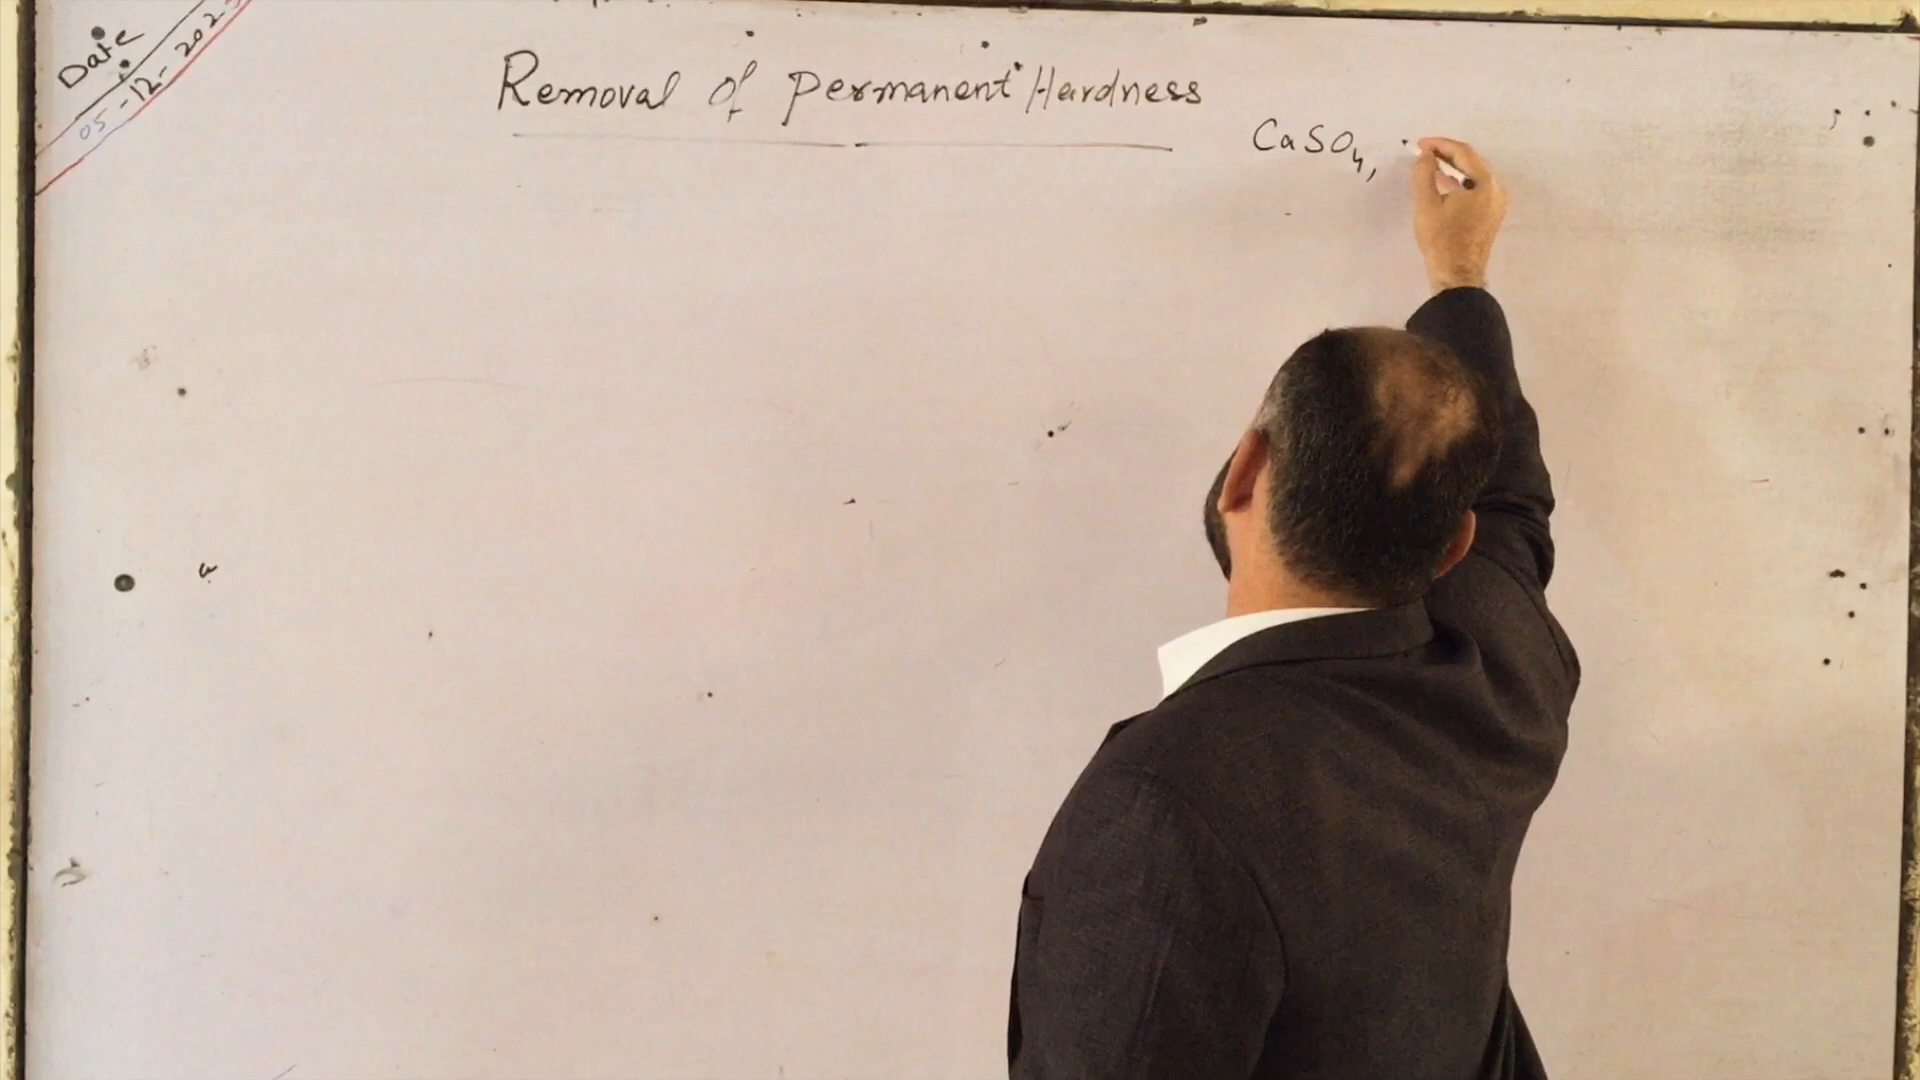 Date
05-12-202
Removal of Permanent Hardness
CaSO4,